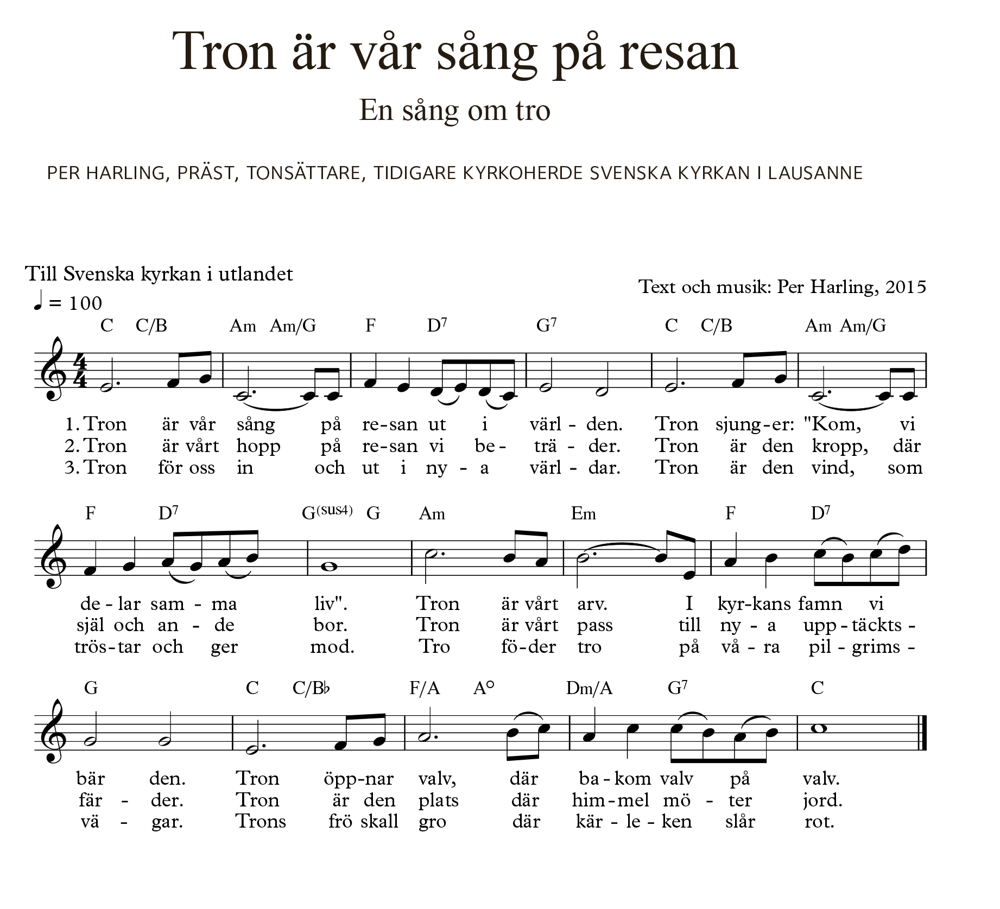 Tron är vår sång på resan
En sång om tro
PER HARLING, PRÄST, TONSÄTTARE, TIDIGARE KYRKOHERDE SVENSKA KYRKAN I LAUSANNE
Till Svenska kyrkan i utlandet
Text och musik: Per Harling, 2015
= 100
C C/B Am Am/G F D7 G7 C C/B Am Am/G
4/4
1. Tron är vår sång på re-san ut i värl - den. Tron sjung-er: "Kom, vi
2. Tron är vårt hopp på re-san vi be - trä - der. Tron är den kropp, där
3. Tron för oss in och ut i ny - a värl - dar. Tron är den vind, som
F D7 G(sus4) G Am Em F D7
de - lar sam - ma liv". Tron är vårt arv. I kyr-kans famn vi
själ och an - de bor. Tron är vårt pass till ny - a upp - täckts -
trös - tar och ger mod. Tro fö-der tro på vå - ra pil - grims -
G C C/B♭ F/A A° Dm/A G7 C
bär den. Tron öpp-nar valv, där ba - kom valv på valv.
fär - der. Tron är den plats där him-mel mö - ter jord.
vä - gar. Trons frö skall gro där kär - le - ken slår rot.